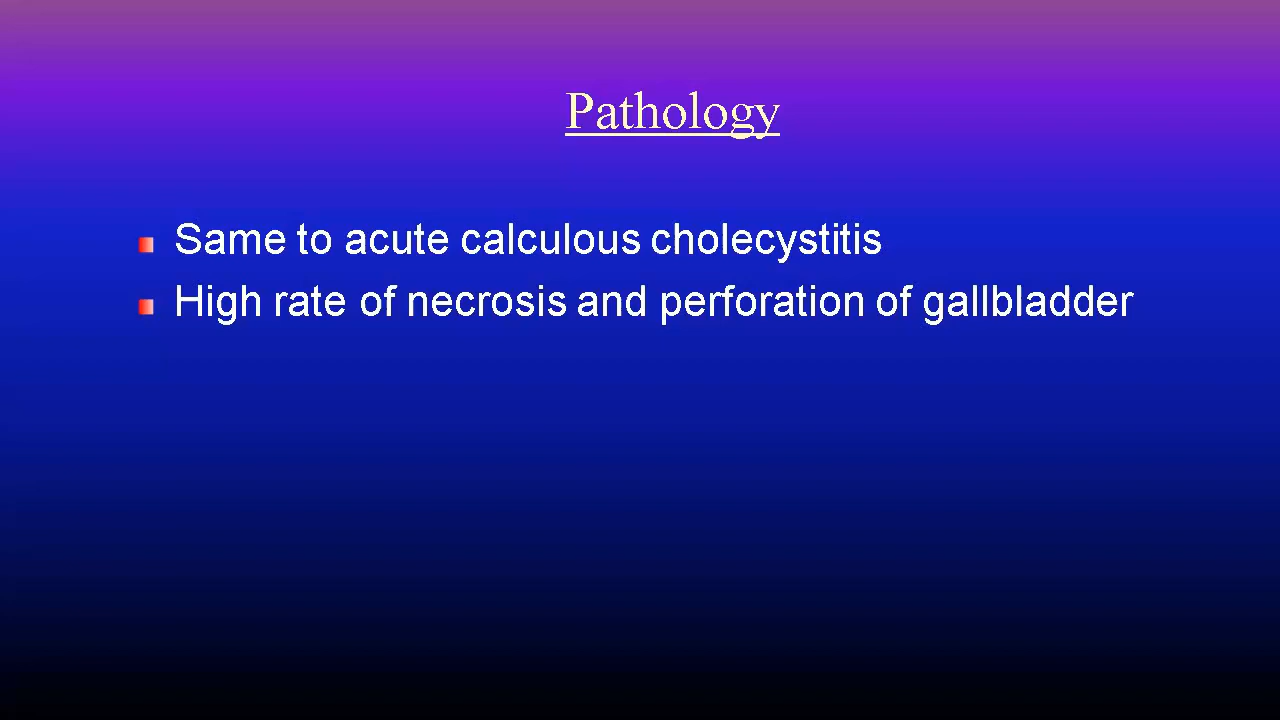 Pathology
Same to acute calculous cholecystitis
High rate of necrosis and perforation of gallbladder